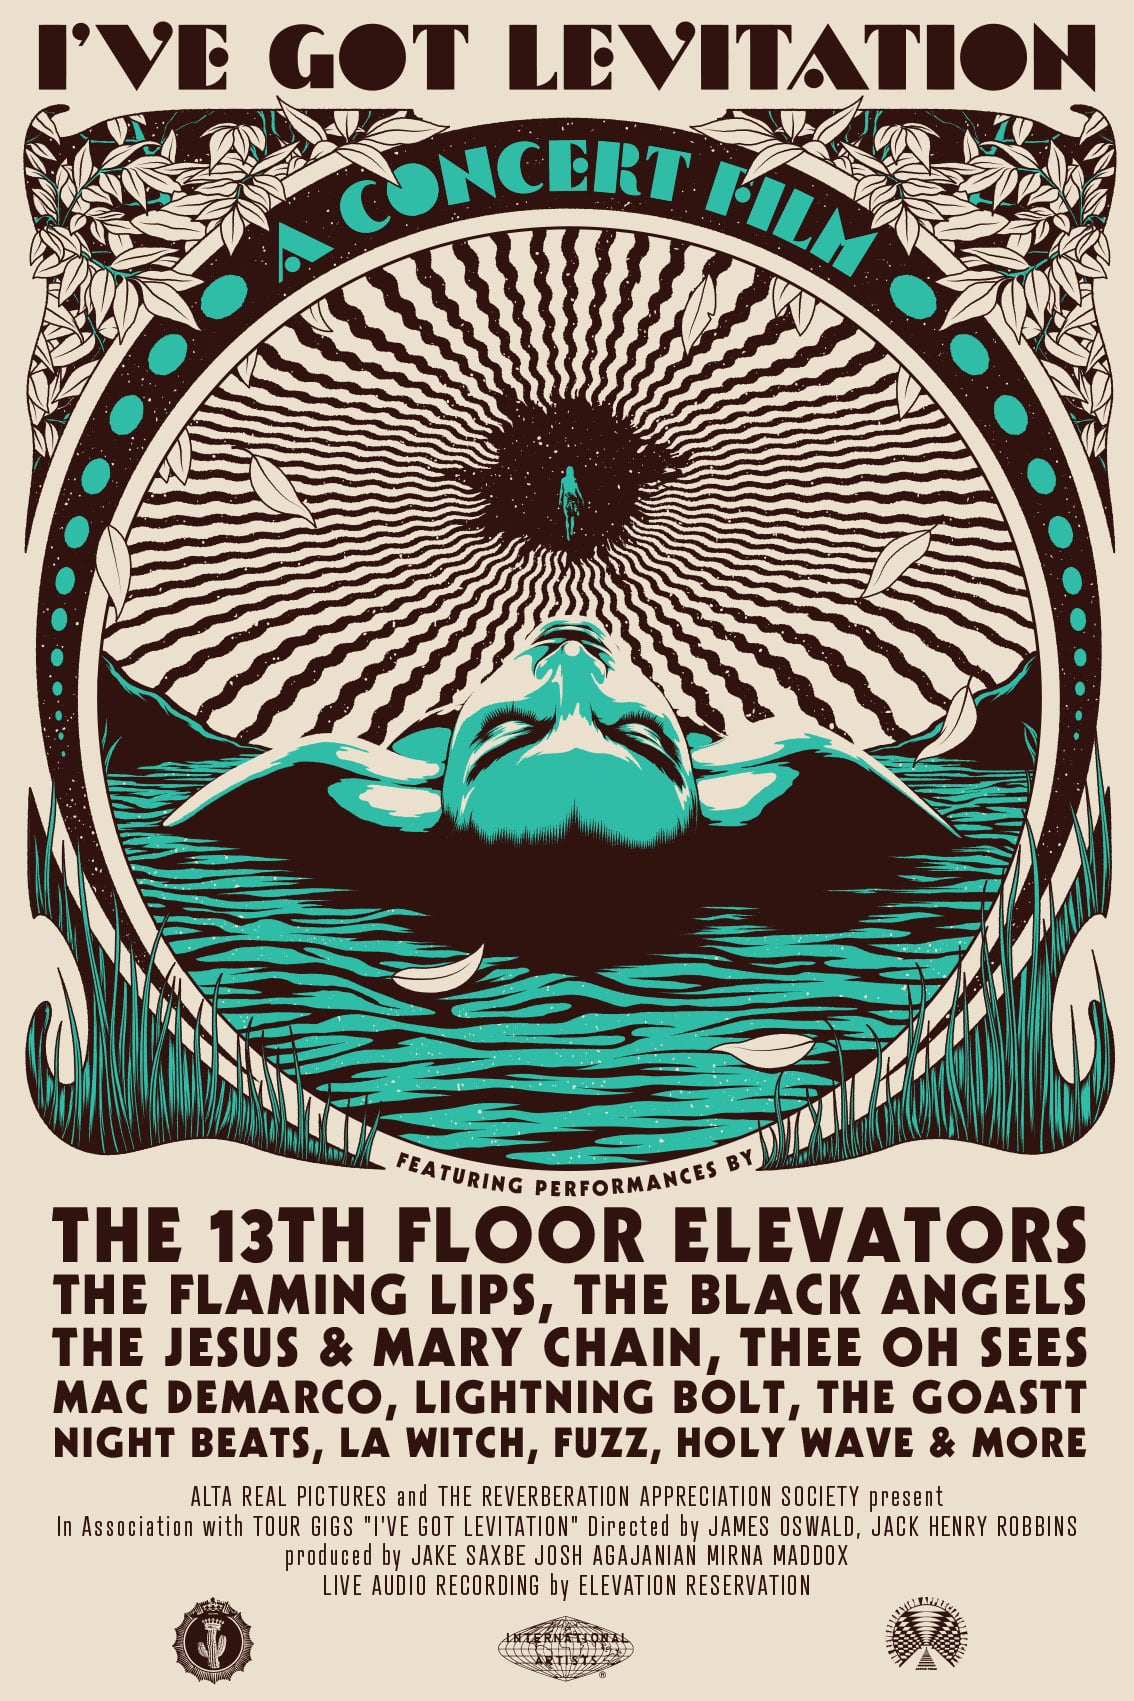 I'VE GOT LEVITATION
A CONCERT FILM
FEATURING PERFORMANCES BY
THE 13TH FLOOR ELEVATORS
THE FLAMING LIPS, THE BLACK ANGELS
THE JESUS & MARY CHAIN, THEE OH SEES
MAC DEMARCO, LIGHTNING BOLT, THE GOASTT
NIGHT BEATS, LA WITCH, FUZZ, HOLY WAVE & MORE
ALTA REAL PICTURES and THE REVERBERATION APPRECIATION SOCIETY present
In Association with TOUR GIGS "I'VE GOT LEVITATION" Directed by JAMES OSWALD, JACK HENRY ROBBINS
produced by JAKE SAXBE JOSH AGAJANIAN MIRNA MADDOX
LIVE AUDIO RECORDING by ELEVATION RESERVATION
INTERNATIONAL
ARTISTS ®